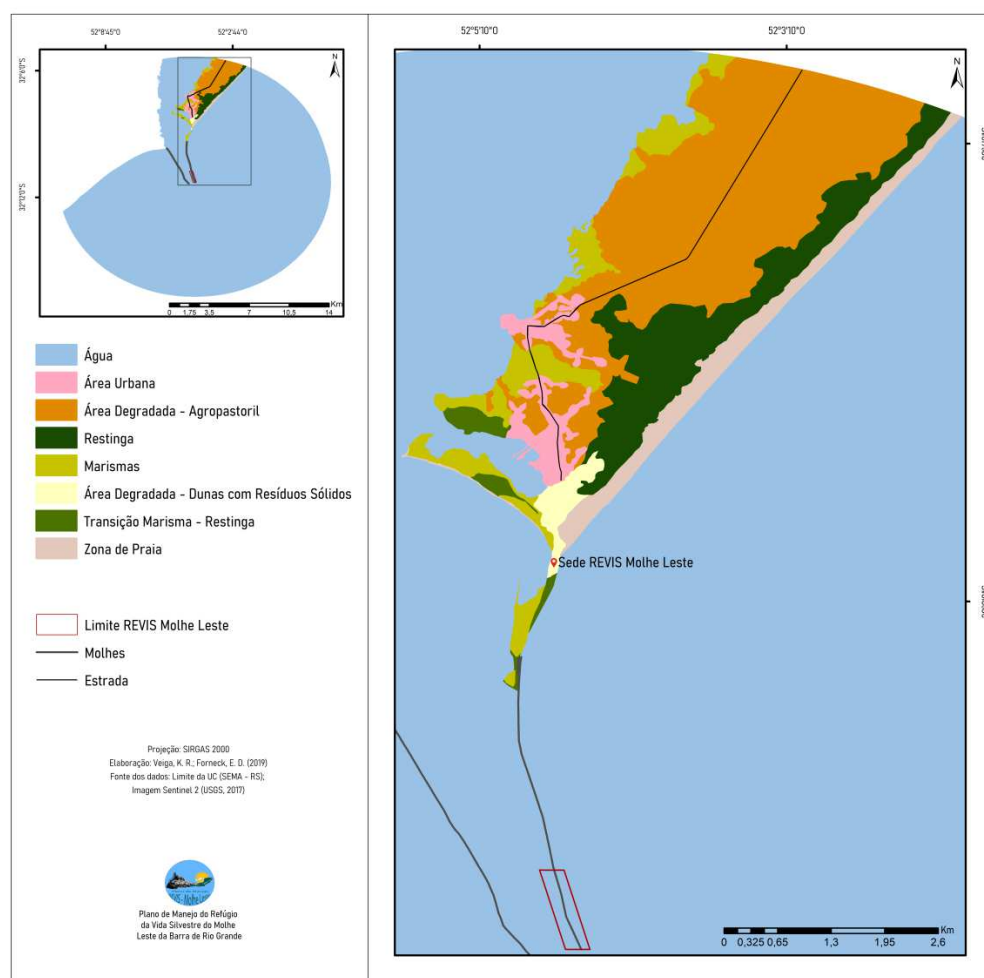 52°8'45"O
52°2'44"O
32°6'0"S
32°12'0"S
N
Km
0 1,75 3,5 7 10,5 14
Água
Área Urbana
Área Degradada - Agropastoril
Restinga
Marismas
Área Degradada - Dunas com Resíduos Sólidos
Transição Marisma - Restinga
Zona de Praia
Limite REVIS Molhe Leste
Molhes
Estrada
Projeção: SIRGAS 2000
Elaboração: Veiga, K. R.; Forneck, E. D. (2019)
Fonte dos dados: Limite da UC (SEMA - RS);
Imagem Sentinel 2 (USGS, 2017)
Plano de Manejo do Refúgio
da Vida Silvestre do Molhe
Leste da Barra de Rio Grande
52°5'10"O
52°3'10"O
N
Sede REVIS Molhe Leste
Km
0 0,325 0,65 1,3 1,95 2,6